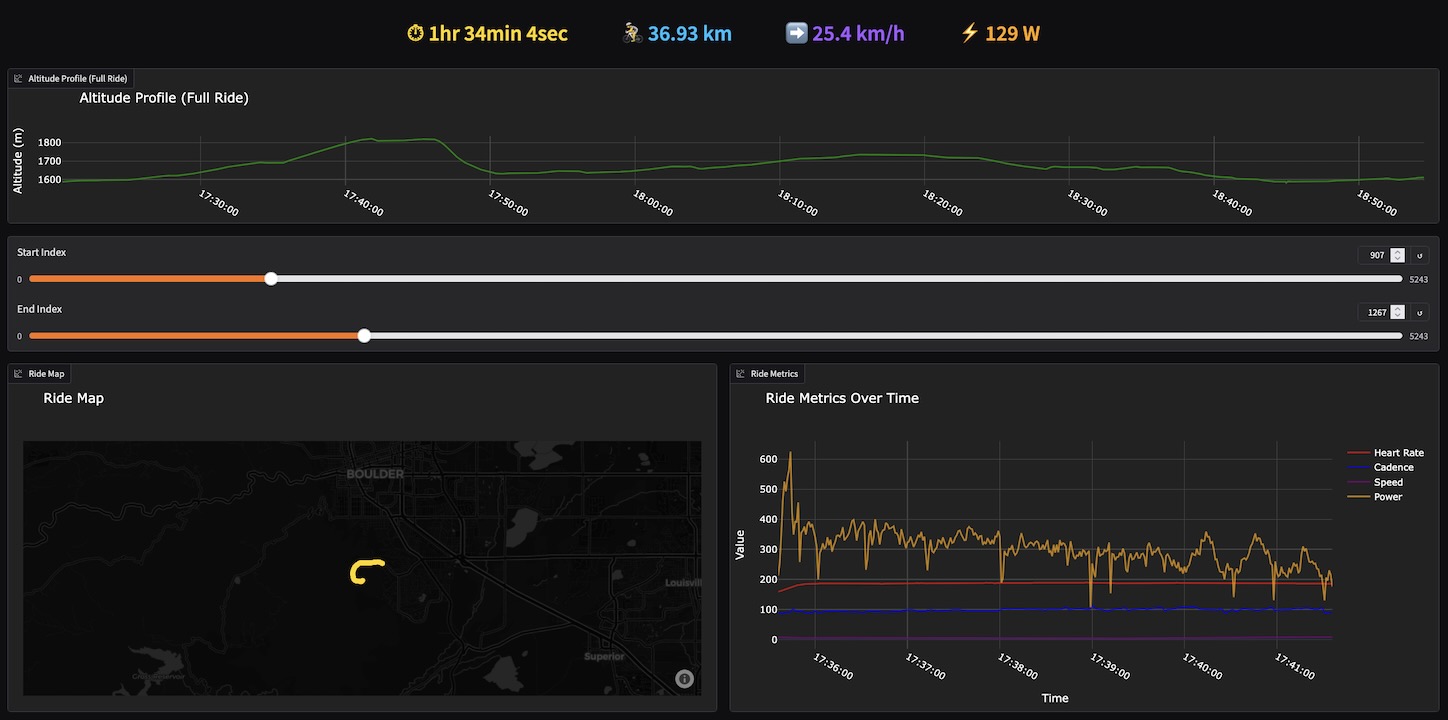 1hr 34min 4sec 36.93 km 25.4 km/h 129 W
Altitude Profile (Full Ride)
Altitude Profile (Full Ride)
Altitude (m)
1800
1700
1600
17:30:00 17:40:00 17:50:00 18:00:00 18:10:00 18:20:00 18:30:00 18:40:00 18:50:00
Start Index 907
0 5243
End Index 1267
0 5243
Ride Map
Ride Map
BOULDER
Superior
Ride Metrics
Ride Metrics Over Time
Value
600
500
400
300
200
100
0
17:36:00 17:37:00 17:38:00 17:39:00 17:40:00 17:41:00
Time
Heart Rate
Cadence
Speed
Power